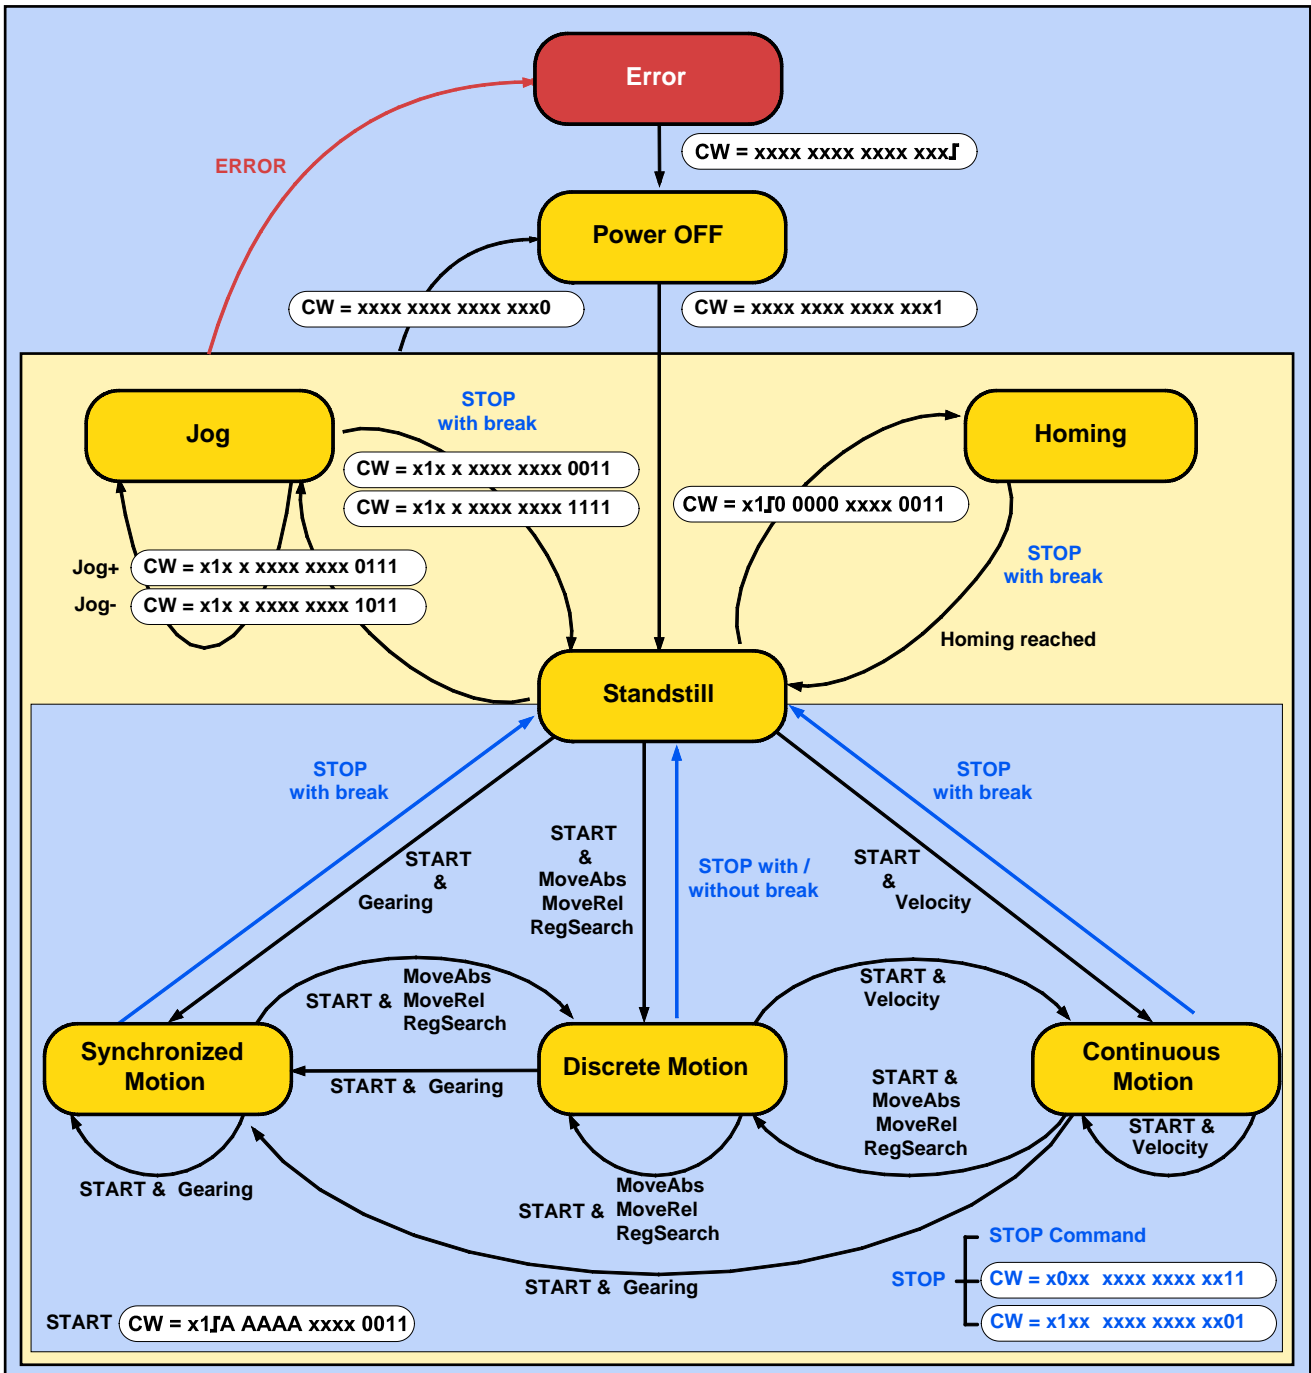 Error
CW = xxxx xxxx xxxx xxx⎍
ERROR
Power OFF
CW = xxxx xxxx xxxx xxx0
CW = xxxx xxxx xxxx xxx1
Jog
STOP
with break
Homing
CW = x1x x xxxx xxxx 0011
CW = x1x x xxxx xxxx 1111
CW = x1⎍0 0000 xxxx 0011
Jog+ CW = x1x x xxxx xxxx 0111
Jog- CW = x1x x xxxx xxxx 1011
STOP
with break
Homing reached
Standstill
STOP
with break
STOP
with break
START
&
Gearing
START
&
MoveAbs
MoveRel
RegSearch
STOP with /
without break
START
&
Velocity
START &
MoveAbs
MoveRel
RegSearch
START &
Velocity
Synchronized
Motion
START & Gearing
Discrete Motion
START &
MoveAbs
MoveRel
RegSearch
Continuous
Motion
START & Gearing
START &
MoveAbs
MoveRel
RegSearch
START &
Velocity
START & Gearing
STOP
STOP Command
CW = x0xx xxxx xxxx xx11
CW = x1xx xxxx xxxx xx01
START CW = x1⎍A AAAA xxxx 0011